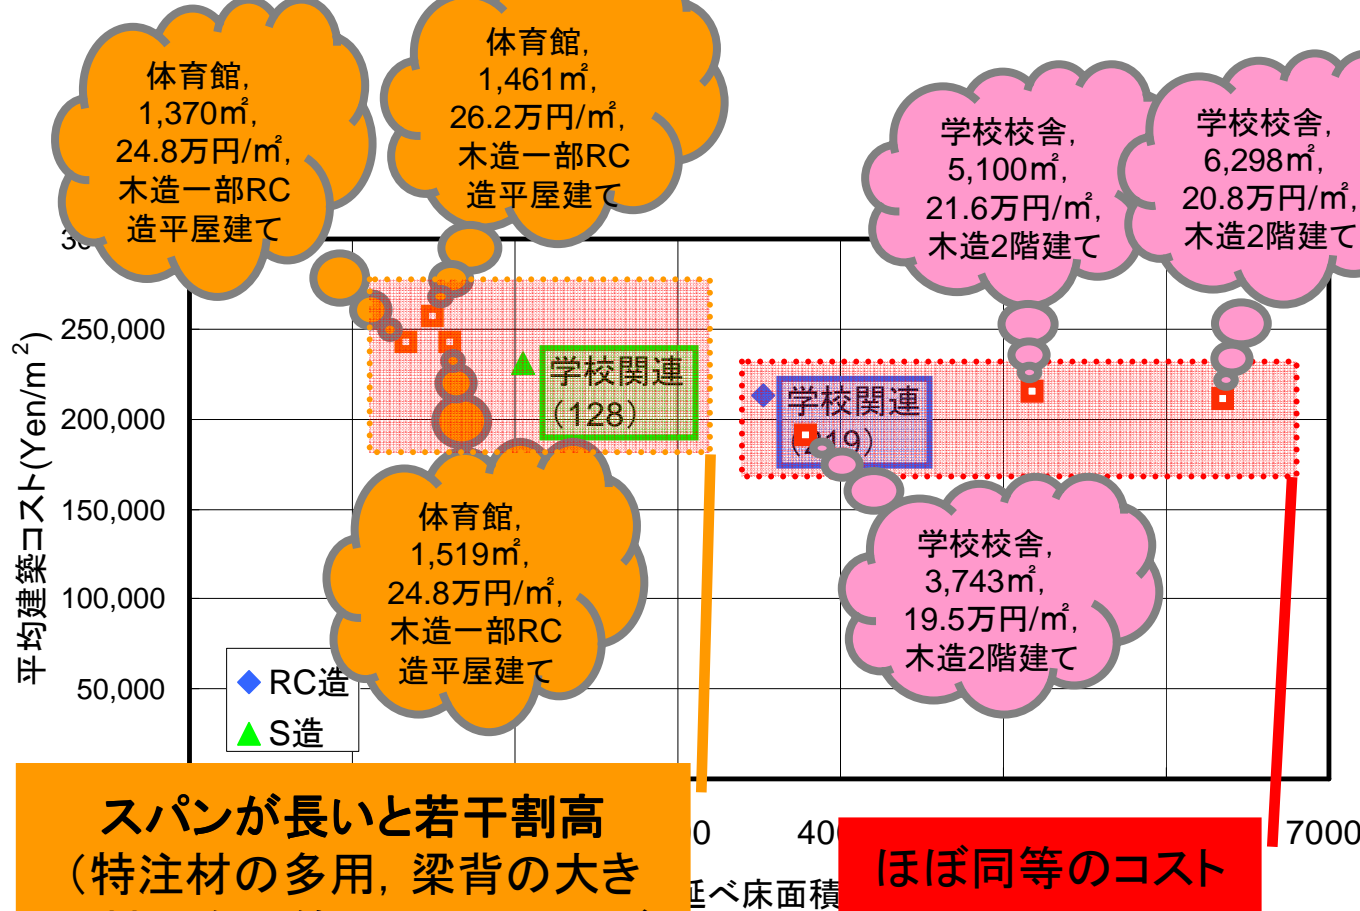 体育館,
1,370㎡,
24.8万円/㎡,
木造一部RC
造平屋建て
体育館,
1,461㎡,
26.2万円/㎡,
木造一部RC
造平屋建て
学校校舎,
5,100㎡,
21.6万円/㎡,
木造2階建て
学校校舎,
6,298㎡,
20.8万円/㎡,
木造2階建て
平均建築コスト(Yen/m²)
250,000
200,000
150,000
100,000
50,000
学校関連
(128)
学校関連
(219)
体育館,
1,519㎡,
24.8万円/㎡,
木造一部RC
造平屋建て
学校校舎,
3,743㎡,
19.5万円/㎡,
木造2階建て
RC造
S造
7000
延べ床面積
スパンが長いと若干割高
（特注材の多用, 梁背の大き
ほぼ同等のコスト